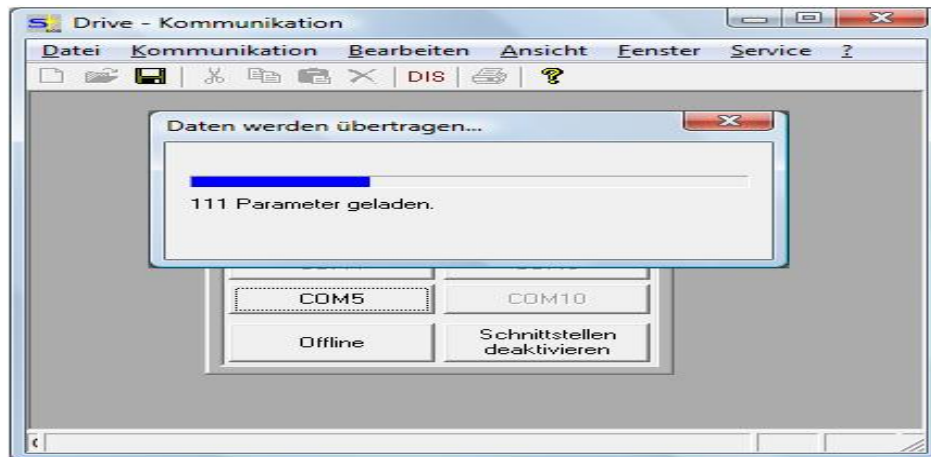 Drive - Kommunikation
Datei Kommunikation Bearbeiten Ansicht Fenster Service ?
DIS
Daten werden übertragen...
111 Parameter geladen.
COM5 COM10
Offline Schnittstellen
deaktivieren